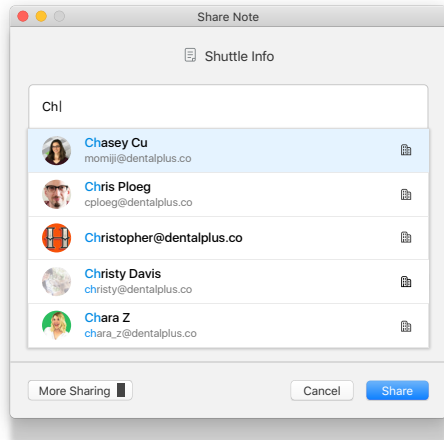 Share Note
Shuttle Info
Ch
Chasey Cu
momiji@dentalplus.co
Chris Ploeg
cploeg@dentalplus.co
Christopher@dentalplus.co
Christy Davis
christy@dentalplus.co
Chara Z
chara_z@dentalplus.co
More Sharing
Cancel
Share